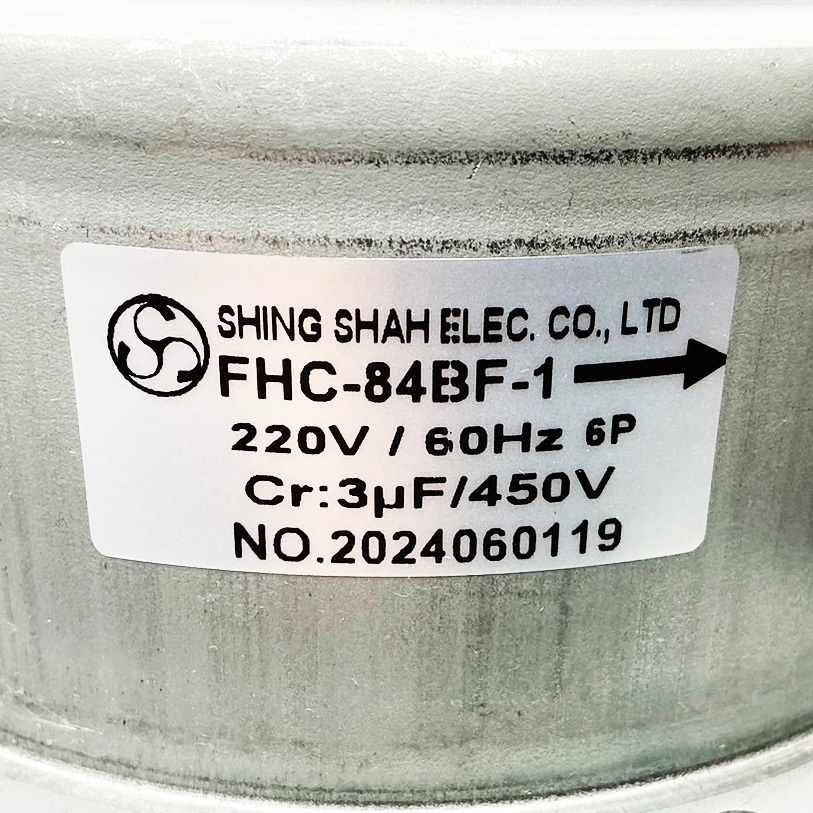 SHING SHAH ELEC. CO., LTD
FHC-84BF-1
220V / 60Hz 6P
Cr:3µF/450V
NO.2024060119